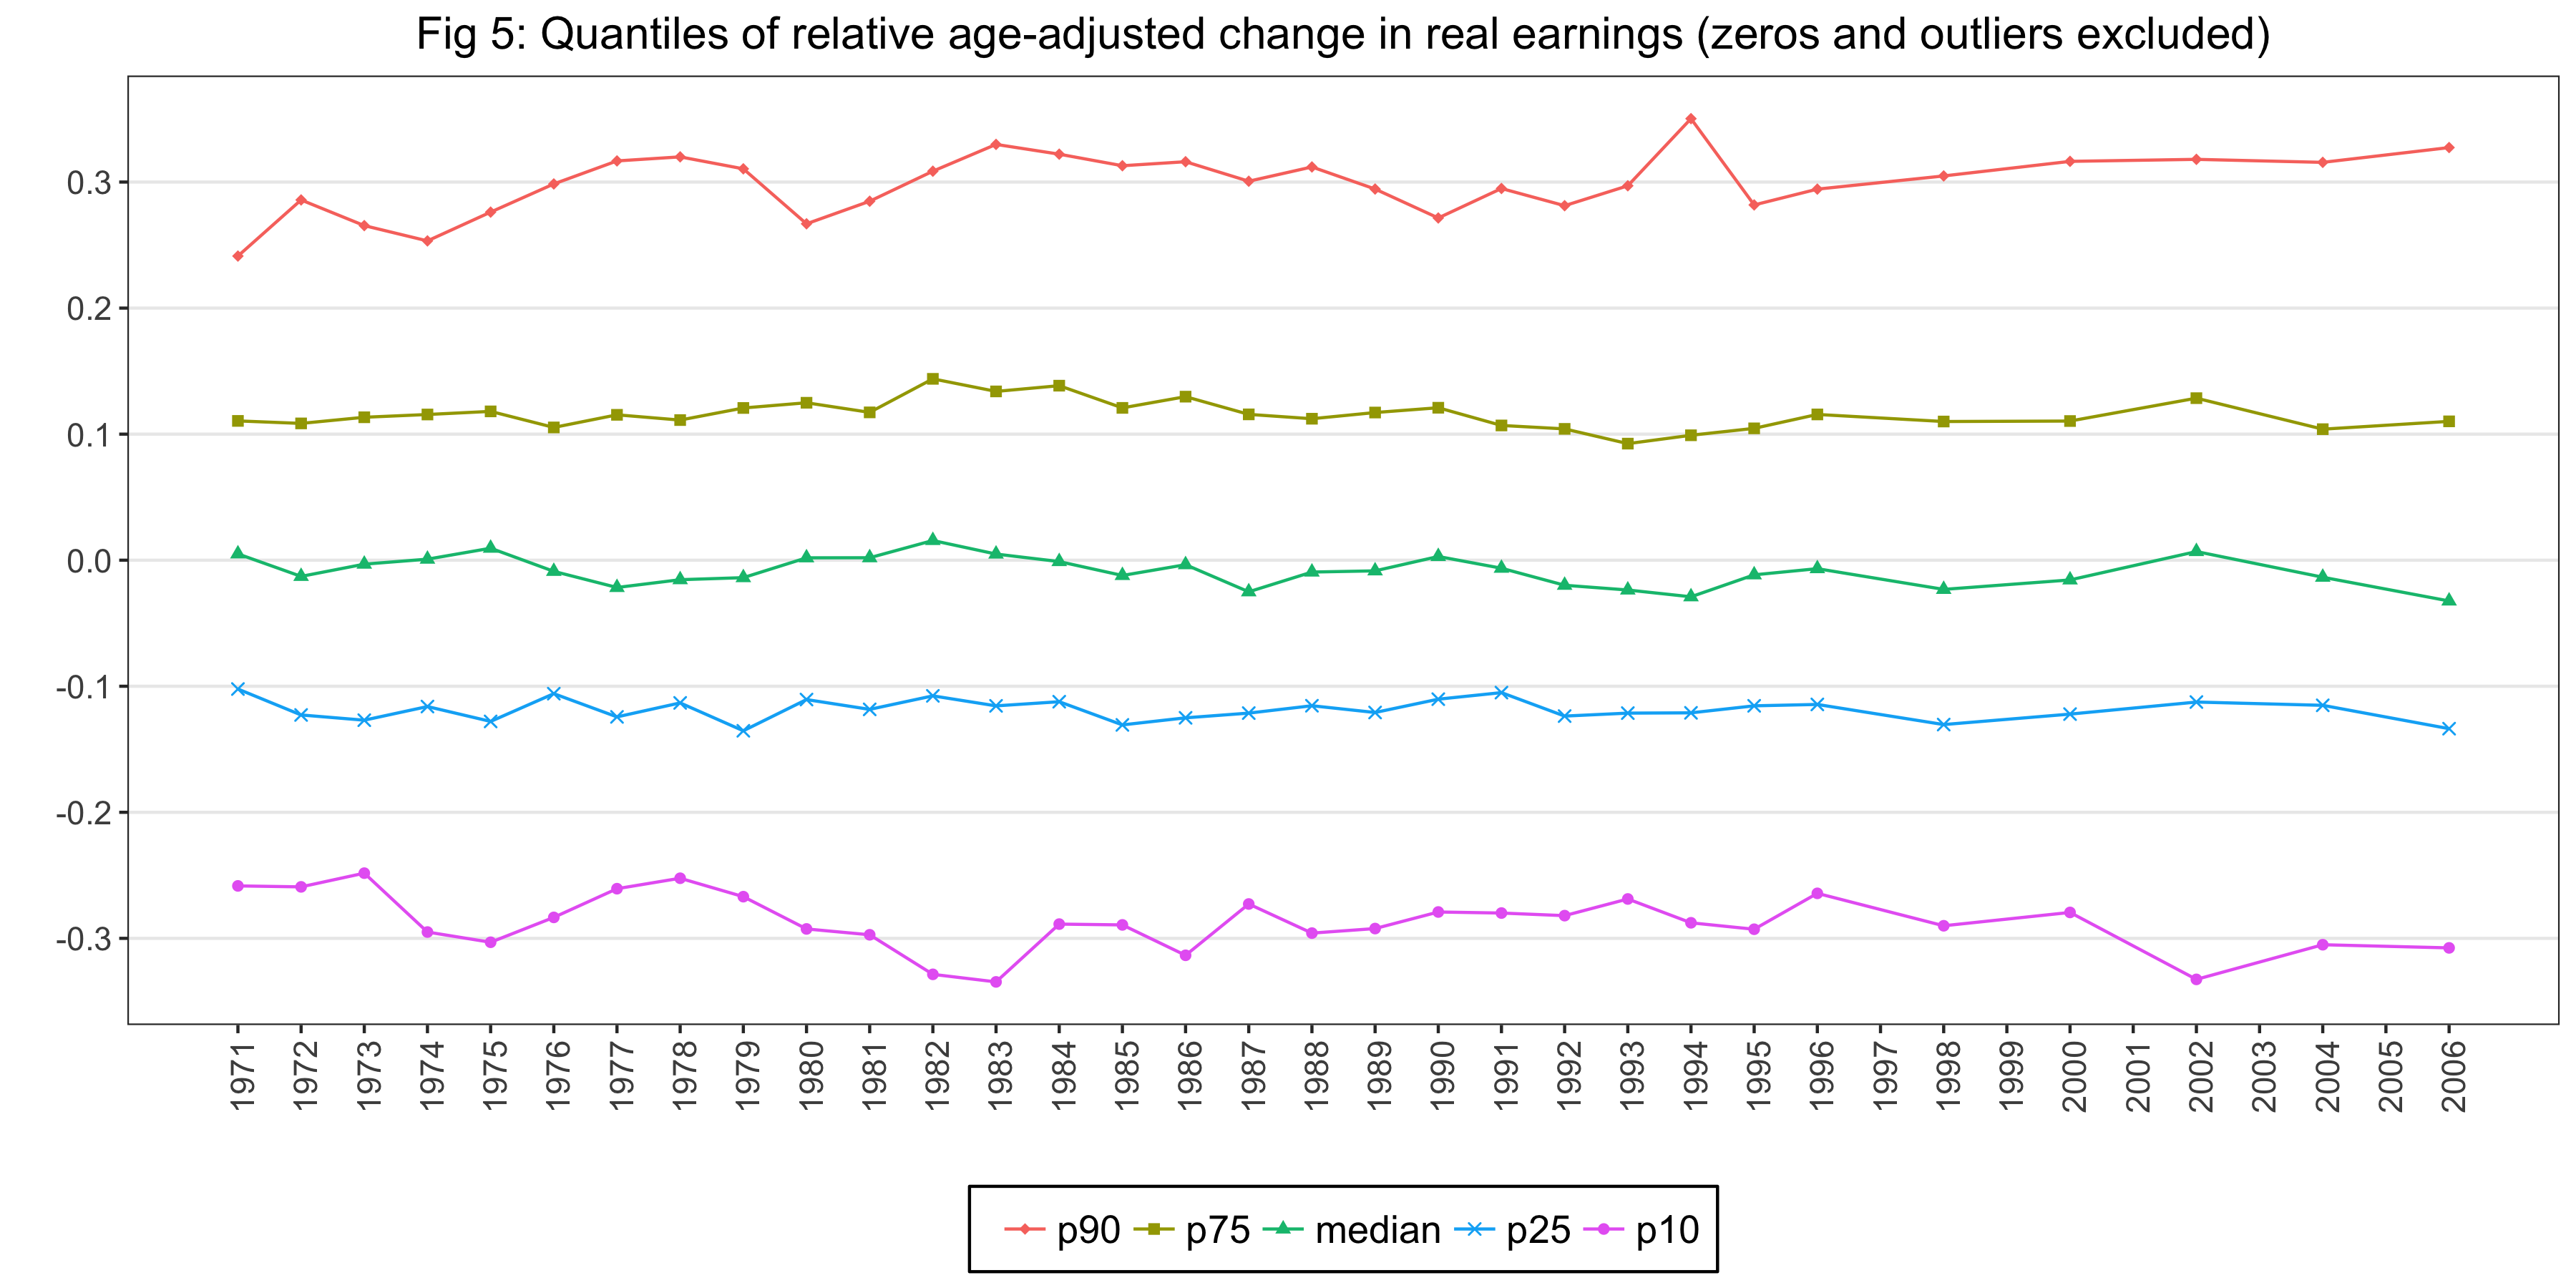 Fig 5: Quantiles of relative age-adjusted change in real earnings (zeros and outliers excluded)
0.3
0.2
0.1
0.0
-0.1
-0.2
-0.3
1971 1972 1973 1974 1975 1976 1977 1978 1979 1980 1981 1982 1983 1984 1985 1986 1987 1988 1989 1990 1991 1992 1993 1994 1995 1996 1997 1998 1999 2000 2001 2002 2003 2004 2005 2006
p90 p75 median p25 p10